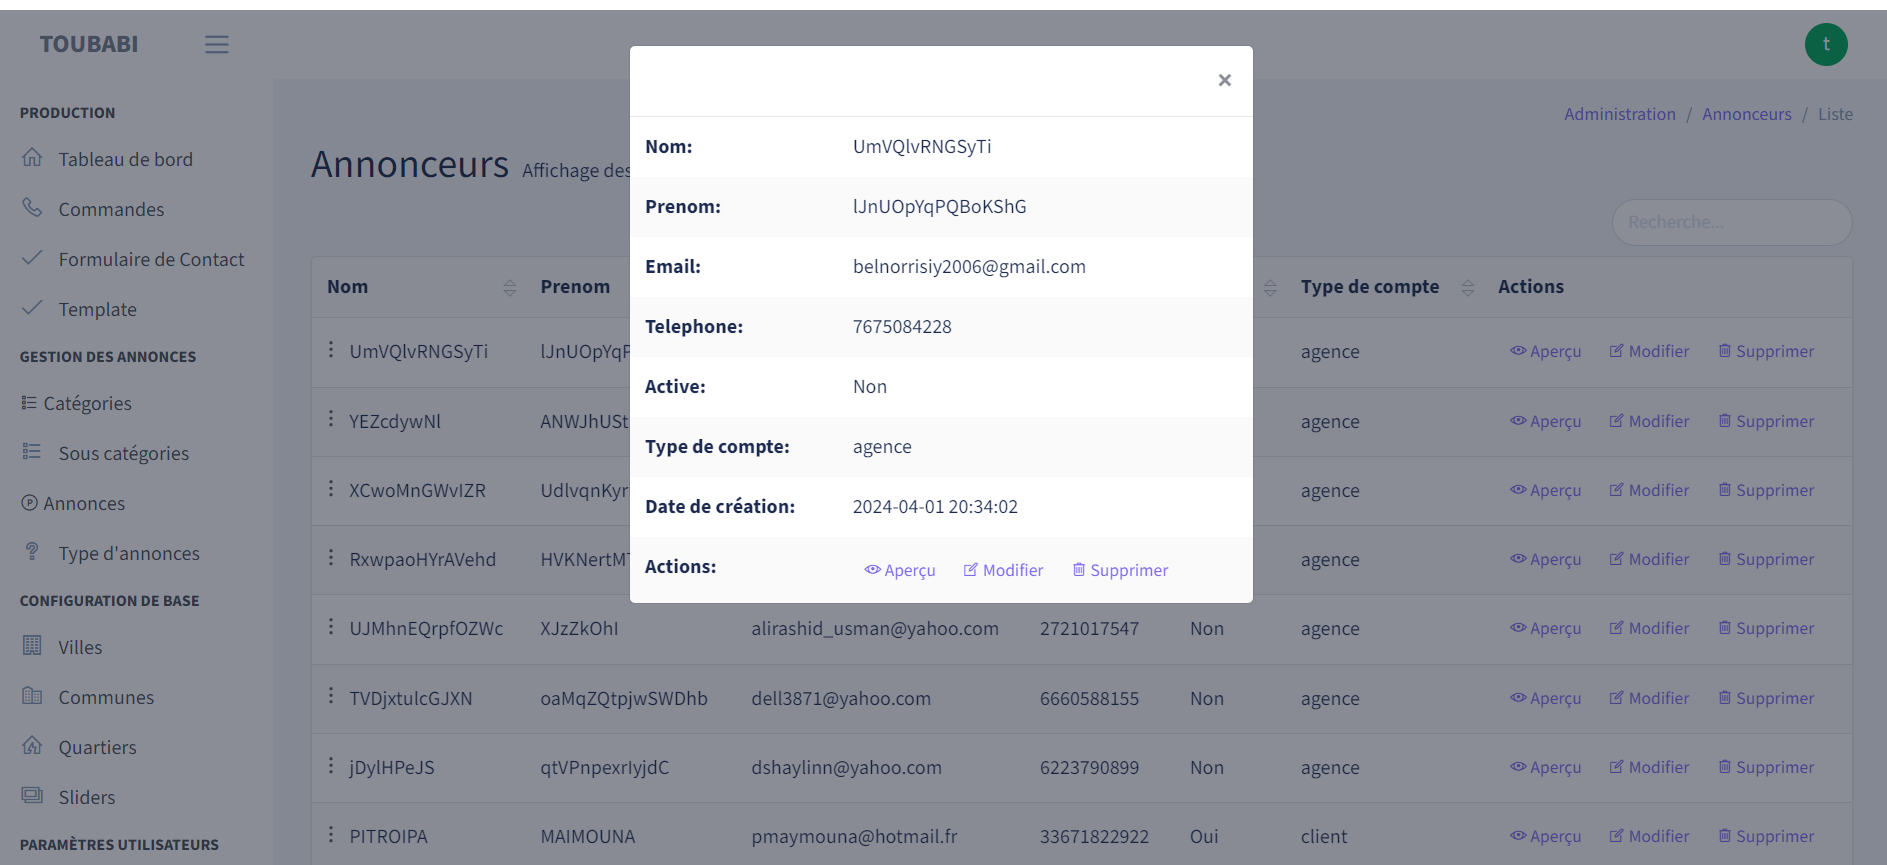 TOUBABI
t
PRODUCTION
Tableau de bord
Commandes
Formulaire de Contact
Template
GESTION DES ANNONCES
Catégories
Sous catégories
Annonces
Type d'annonces
CONFIGURATION DE BASE
Villes
Communes
Quartiers
Sliders
PARAMÈTRES UTILISATEURS
Administration / Annonceurs / Liste
Annonceurs Affichage des
Recherche...
×
Nom: UmVQlvRNGSyTi
Prenom: lJnUOpYqPQBoKShG
Email: belnorrisiy2006@gmail.com
Telephone: 7675084228
Active: Non
Type de compte: agence
Date de création: 2024-04-01 20:34:02
Actions: Aperçu Modifier Supprimer
Nom Prenom Type de compte Actions
UmVQlvRNGSyTi lJnUOpYqP agence Aperçu Modifier Supprimer
YEZcdywNl ANWJhUSt agence Aperçu Modifier Supprimer
XCwoMnGWvIZR UdlvqnKyr agence Aperçu Modifier Supprimer
RxwpaoHYrAVehd HVKNertMT agence Aperçu Modifier Supprimer
UJMhnEQrpfOZWc XJzZkOhI alirashid_usman@yahoo.com 2721017547 Non agence Aperçu Modifier Supprimer
TVDjxtulcGJXN oaMqZQtpjwSWDhb dell3871@yahoo.com 6660588155 Non agence Aperçu Modifier Supprimer
jDylHPeJS qtVPnpexrIyjdC dshaylinn@yahoo.com 6223790899 Non agence Aperçu Modifier Supprimer
PITROIPA MAIMOUNA pmaymouna@hotmail.fr 33671822922 Oui client Aperçu Modifier Supprimer